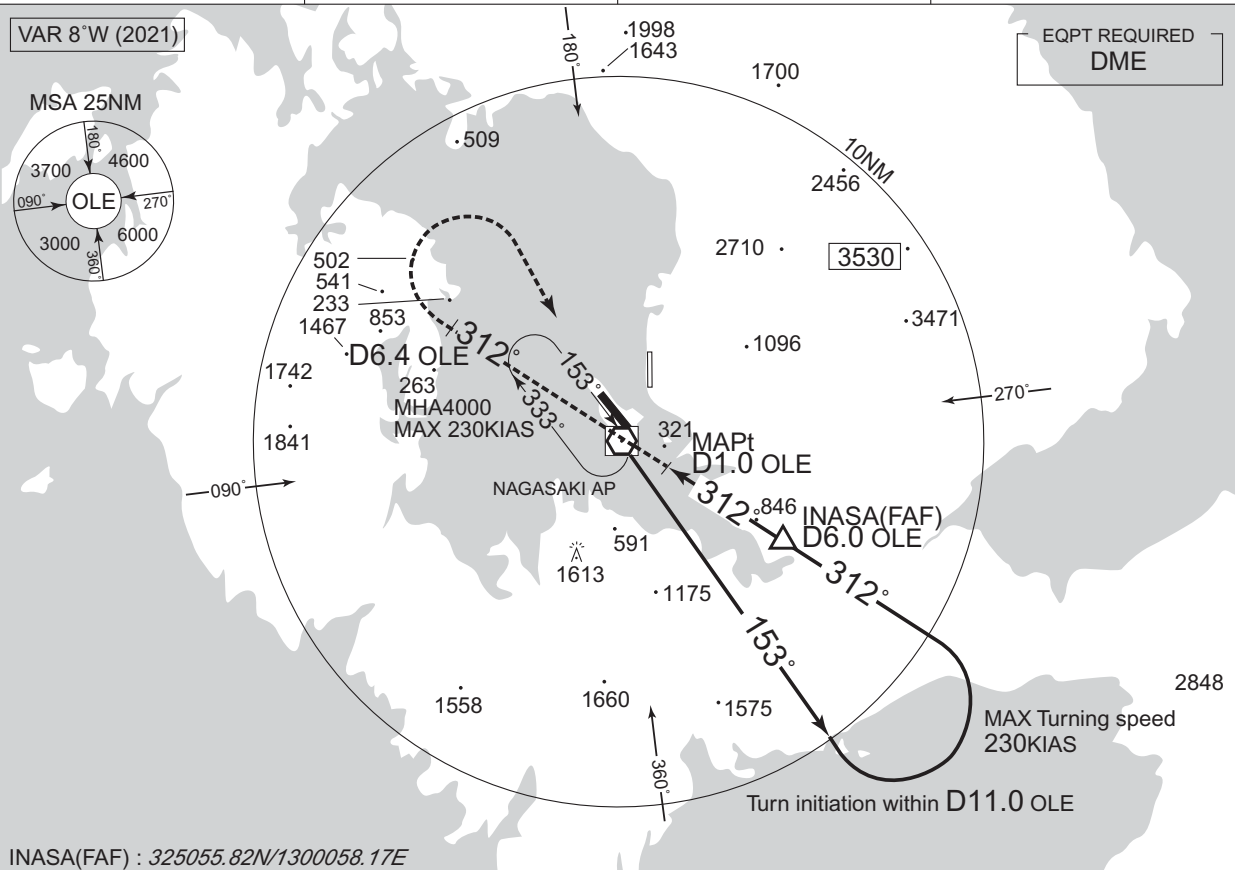 VAR 8°W (2021)
MSA 25NM
180°
3700
4600
090°
OLE
270°
3000
6000
360°
180°
1998
1643
1700
EQPT REQUIRED
DME
509
10NM
2456
2710
3530
502
541
233
853
1467
312°
D6.4 OLE
153°
3471
1096
1742
263
MHA4000
MAX 230KIAS
333°
270°
1841
321
MAPt
D1.0 OLE
090°
NAGASAKI AP
312°
846
INASA(FAF)
D6.0 OLE
591
1613
312°
1175
153°
1558
1660
1575
2848
MAX Turning speed
230KIAS
360°
Turn initiation within D11.0 OLE
INASA(FAF) : 325055.82N/1300058.17E